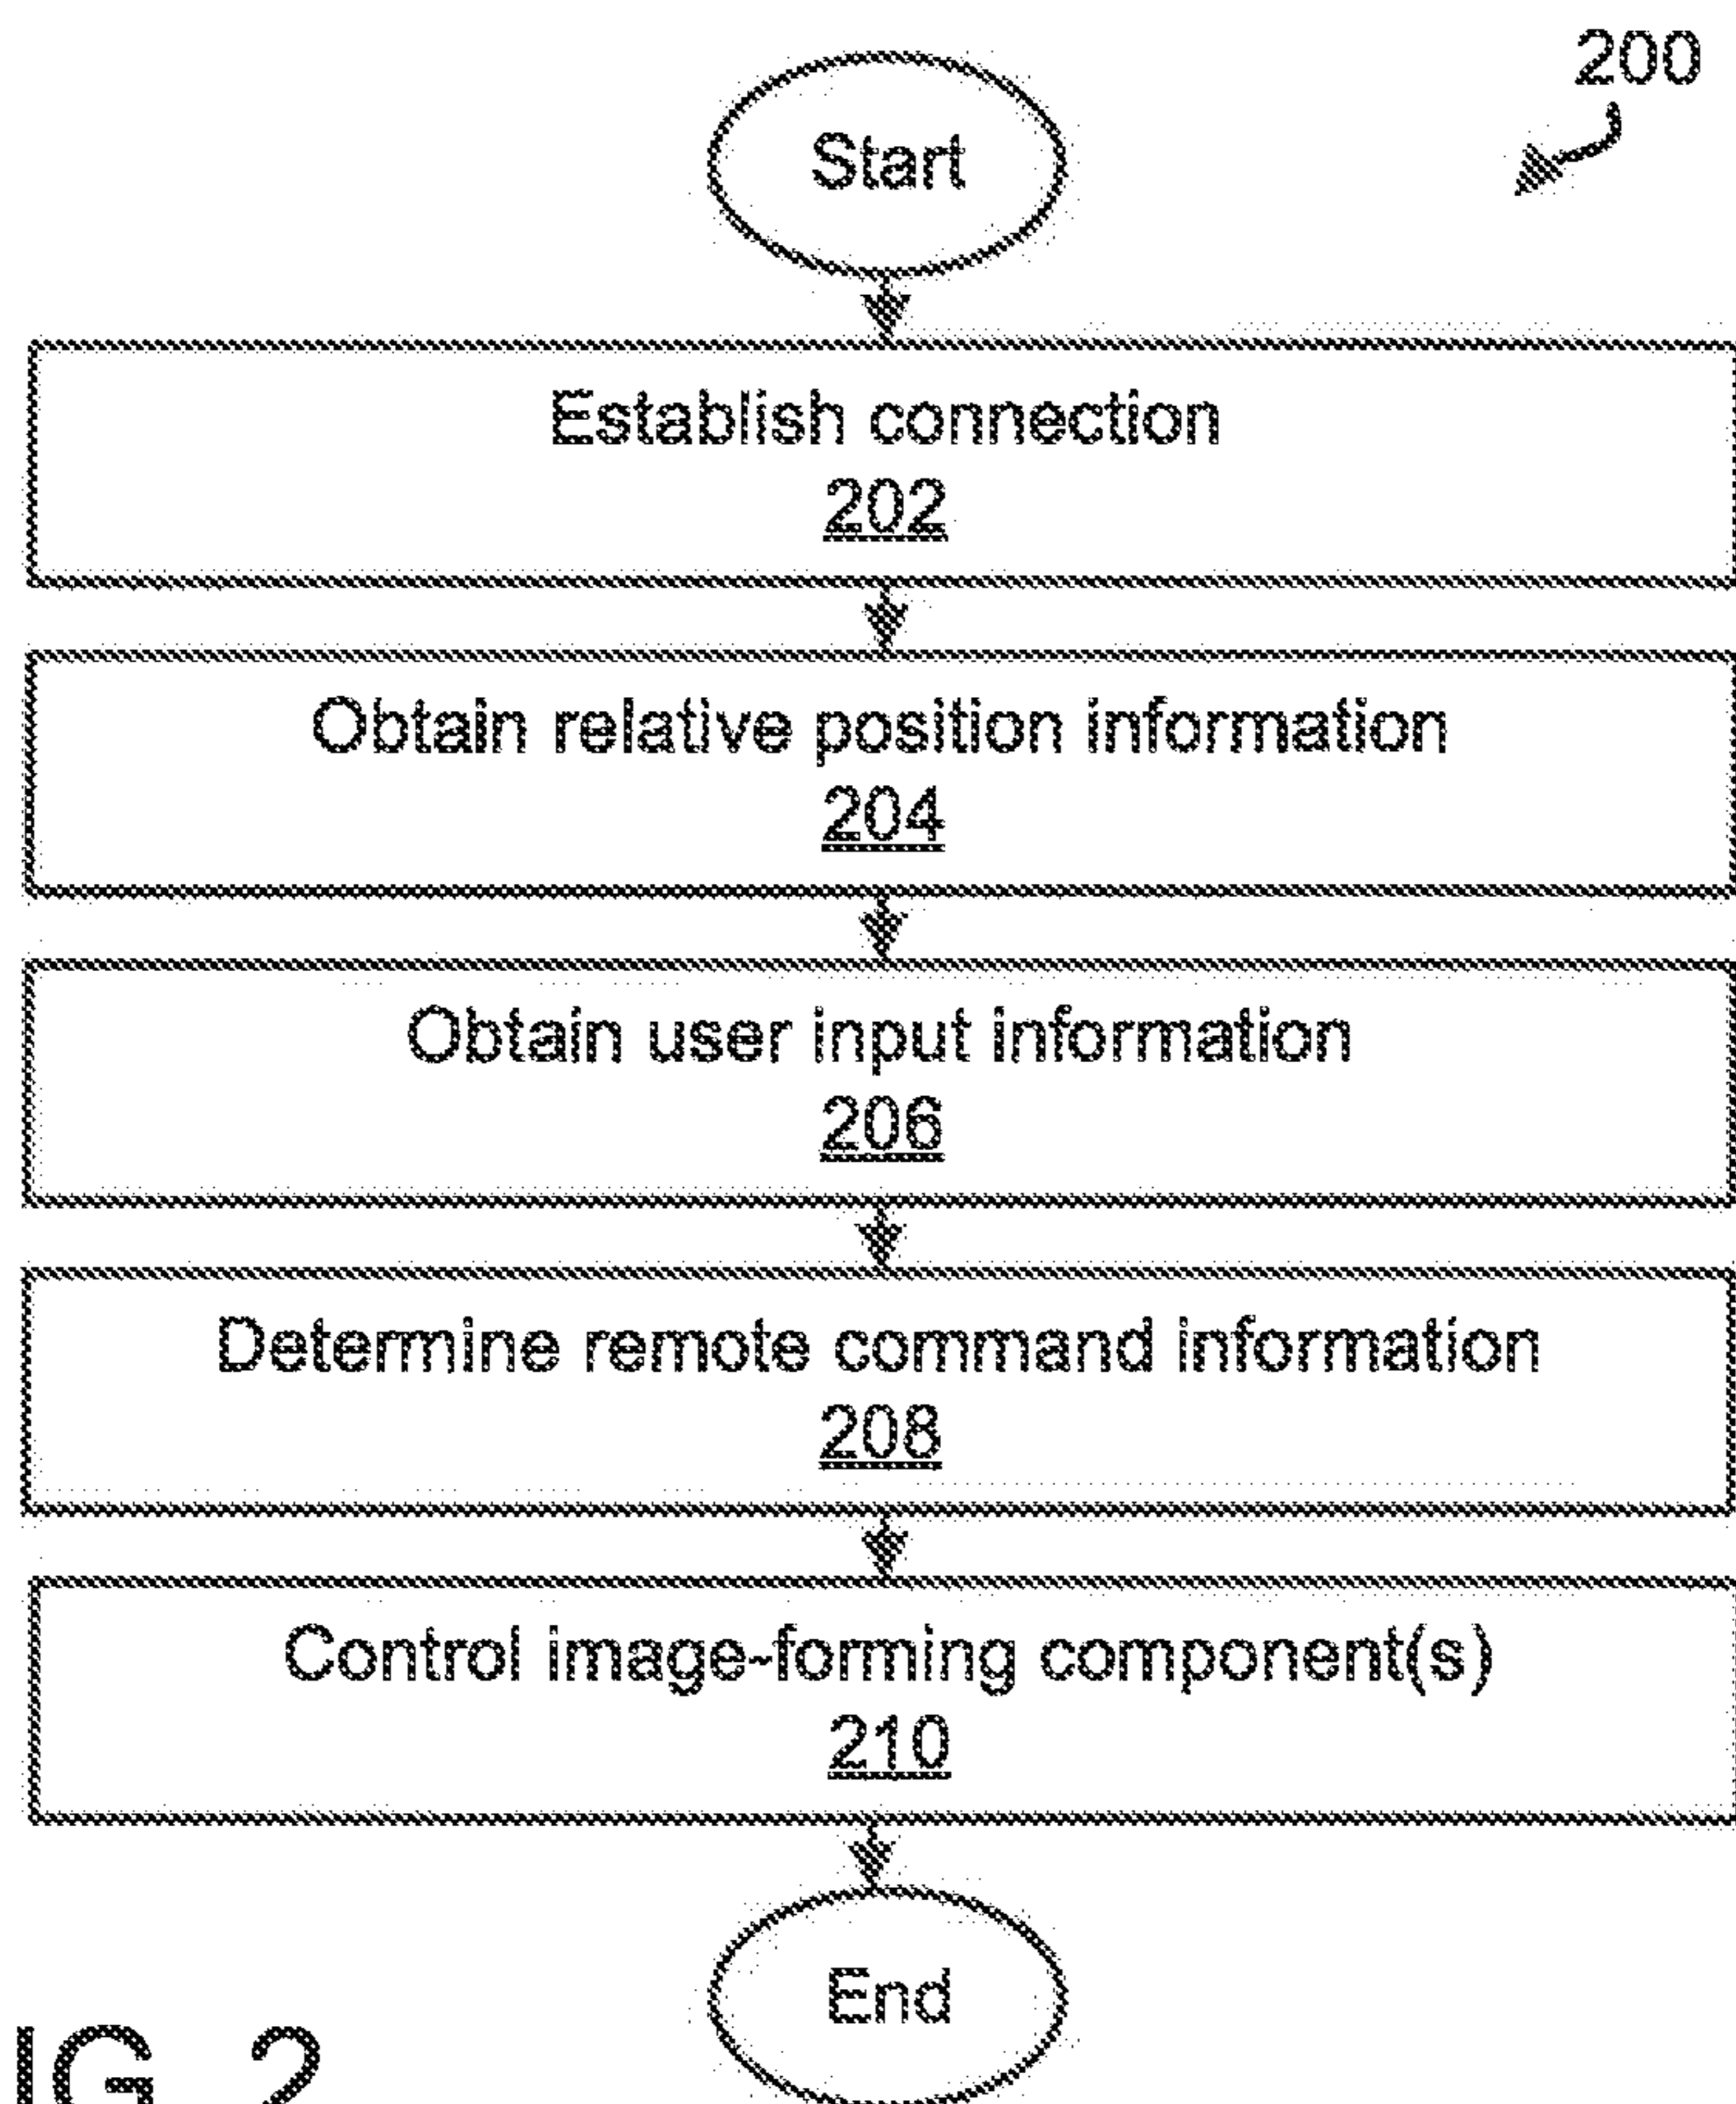 200
Start
Establish connection
202
Obtain relative position information
204
Obtain user input information
206
Determine remote command information
208
Control image-forming component(s)
210
End
IG. 2